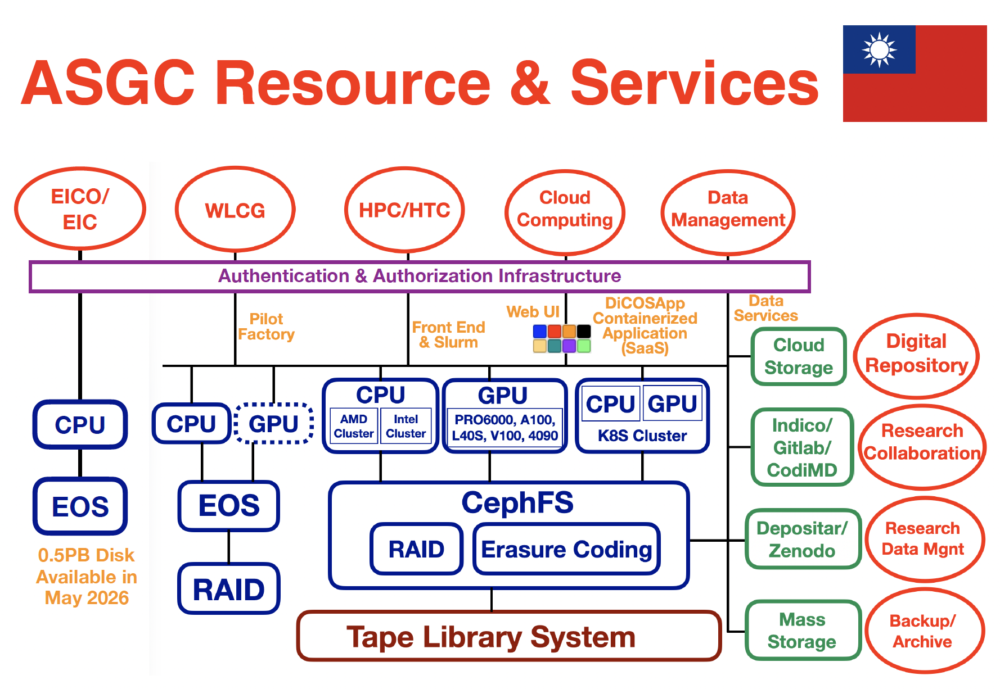 ASGC Resource & Services
EICO/
EIC
WLCG
HPC/HTC
Cloud
Computing
Data
Management
Authentication & Authorization Infrastructure
Pilot
Factory
Front End
& Slurm
Web UI
DiCOSApp
Containerized
Application
(SaaS)
Data
Services
CPU
EOS
0.5PB Disk
Available in
May 2026
CPU
GPU
EOS
RAID
CPU
AMD
Cluster
Intel
Cluster
GPU
PRO6000, A100,
L40S, V100, 4090
CPU
GPU
K8S Cluster
CephFS
RAID
Erasure Coding
Tape Library System
Cloud
Storage
Digital
Repository
Indico/
Gitlab/
CodiMD
Research
Collaboration
Depositar/
Zenodo
Research
Data Mgnt
Mass
Storage
Backup/
Archive